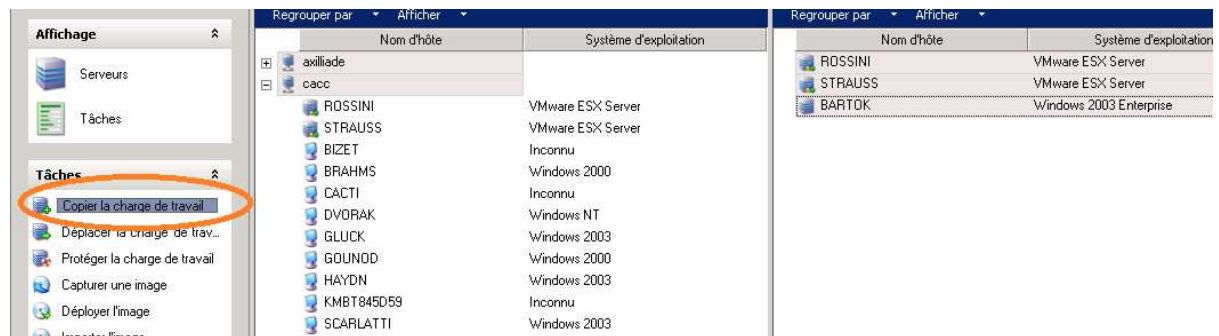 Affichage
Serveurs
Tâches
Tâches
Copier la charge de travail
Déplacer la charge de trav...
Protéger la charge de travail
Capturer une image
Déployer l'image
Regrouper par Afficher
Nom d'hôte Système d'exploitation
axilliade
cacc
ROSSINI VMware ESX Server
STRAUSS VMware ESX Server
BIZET Inconnu
BRAHMS Windows 2000
CACTI Inconnu
DVORAK Windows NT
GLUCK Windows 2003
GOUNOD Windows 2000
HAYDN Windows 2003
KMBT845D59 Inconnu
SCARLATTI Windows 2003
Regrouper par Afficher
Nom d'hôte Système d'exploitation
ROSSINI VMware ESX Server
STRAUSS VMware ESX Server
BARTOK Windows 2003 Enterprise